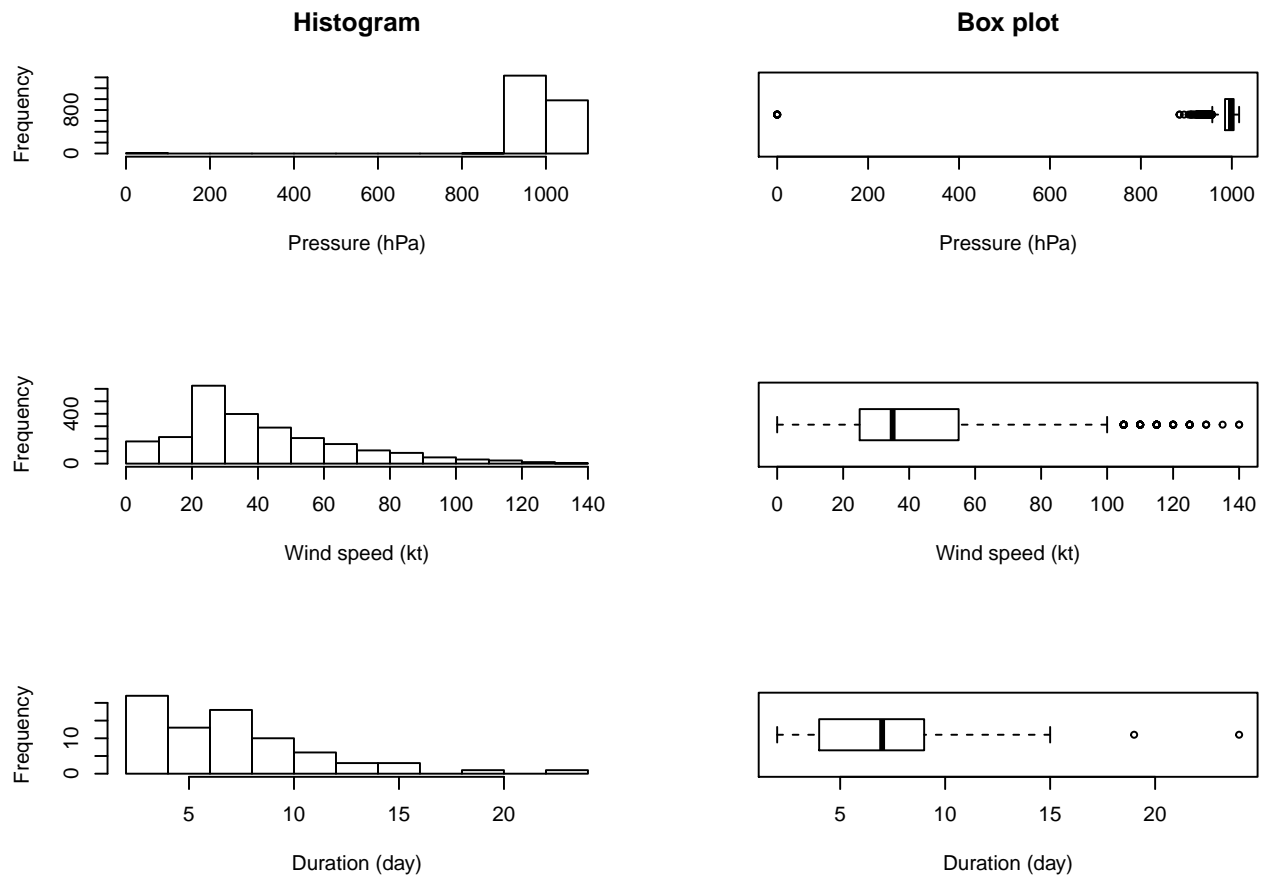 Histogram
Box plot
Frequency
0 800
0 200 400 600 800 1000
Pressure (hPa)
0 200 400 600 800 1000
Pressure (hPa)
Frequency
0 400
0 20 40 60 80 100 120 140
Wind speed (kt)
0 20 40 60 80 100 120 140
Wind speed (kt)
Frequency
0 10
5 10 15 20
Duration (day)
5 10 15 20
Duration (day)